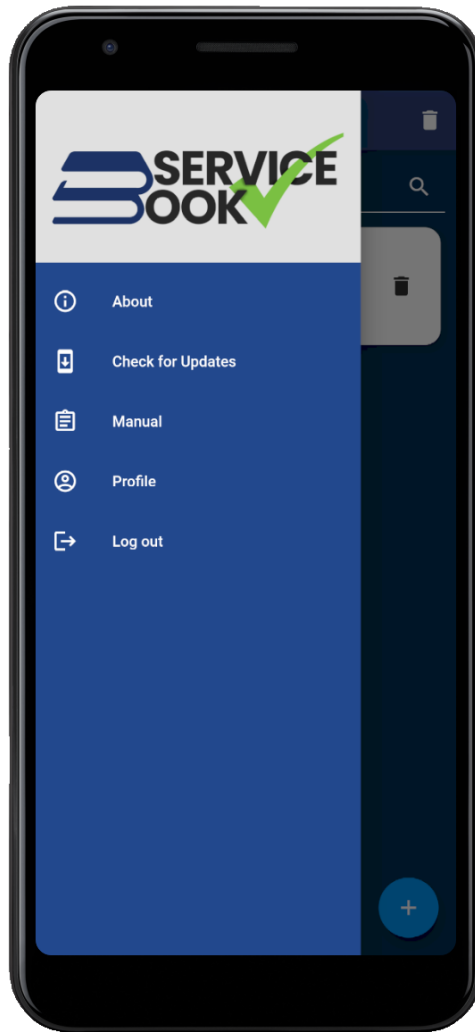 SERVICE
BOOK
About
Check for Updates
Manual
Profile
Log out